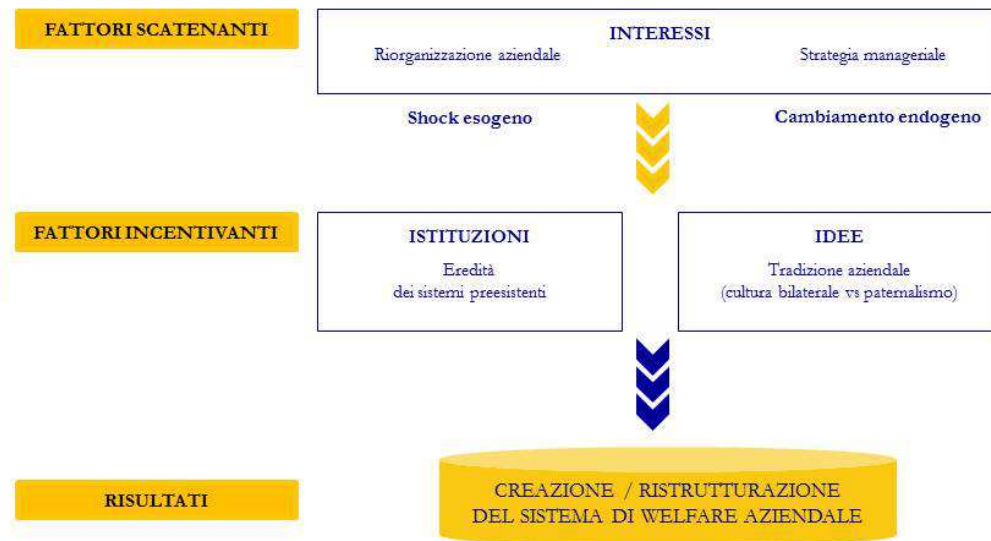 FATTORI SCATENANTI
INTERESSI
Riorganizzazione aziendale
Strategia manageriale
Shock esogeno
Cambiamento endogeno
FATTORI INCENTIVANTI
ISTITUZIONI
Eredità
dei sistemi preesistenti
IDEE
Tradizione aziendale
(cultura bilaterale vs paternalismo)
RISULTATI
CREAZIONE / RISTRUTTURAZIONE
DEL SISTEMA DI WELFARE AZIENDALE